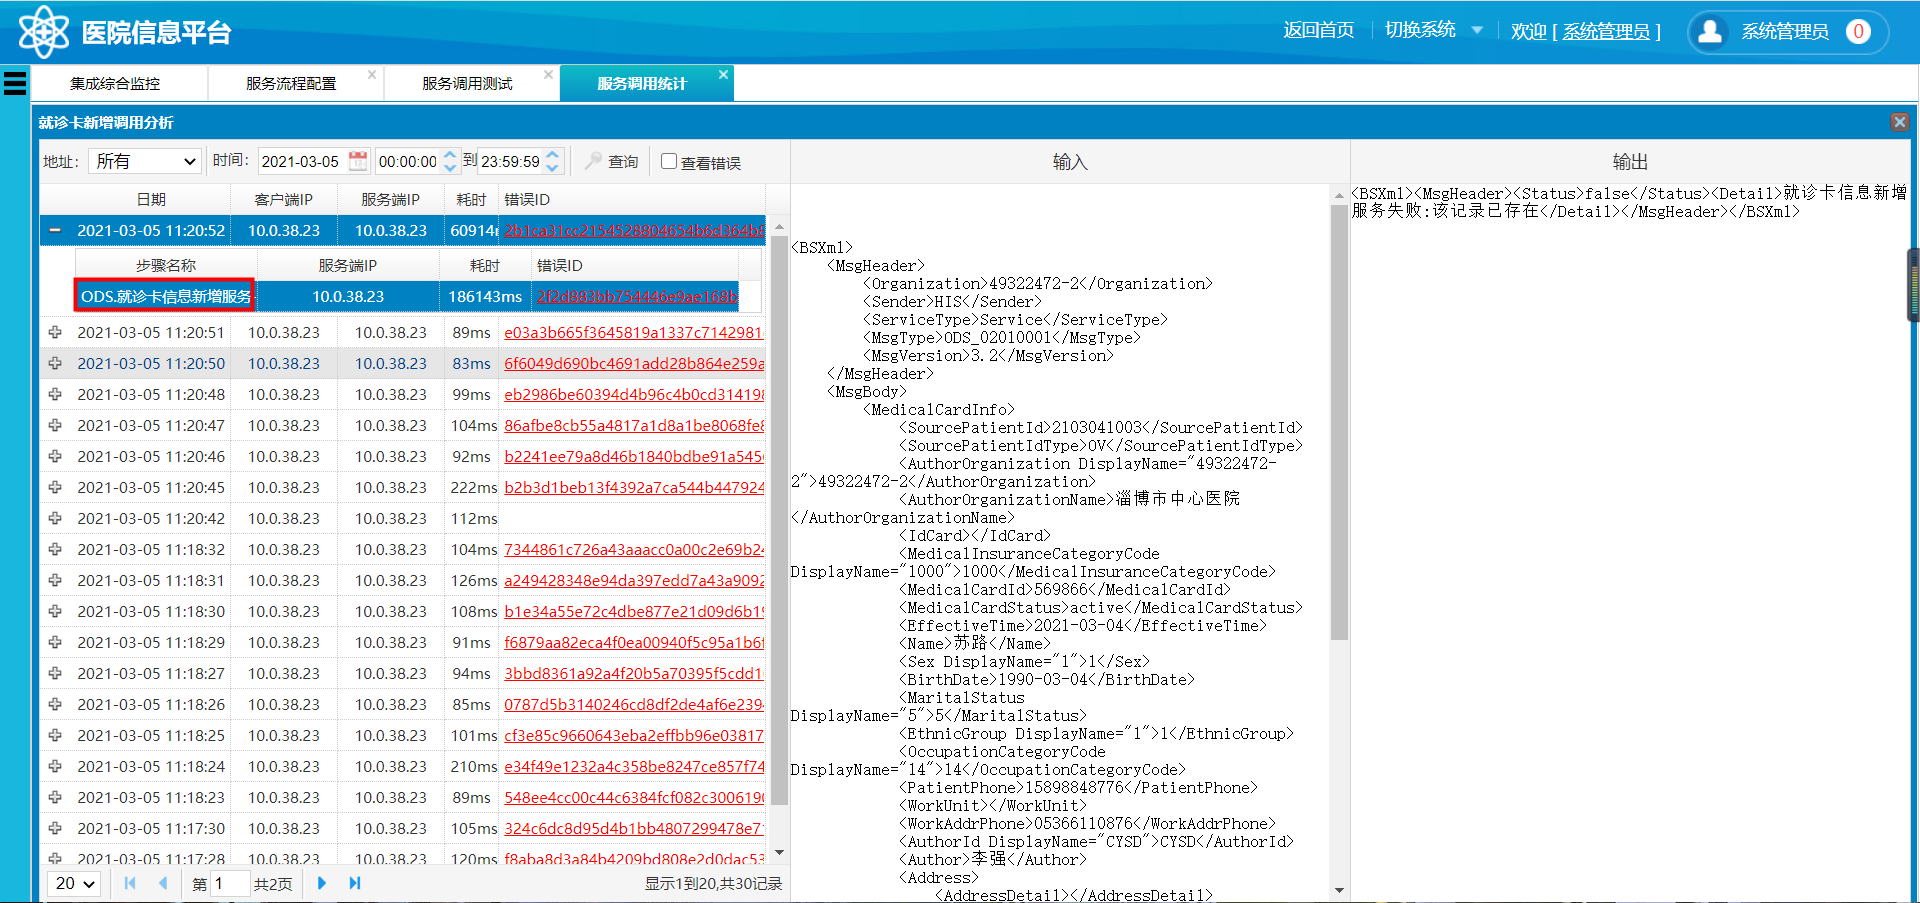 医院信息平台
返回首页 切换系统 欢迎 [ 系统管理员 ] 系统管理员 0
集成综合监控 服务流程配置 服务调用测试 服务调用统计
就诊卡新增调用分析
地址: 所有 时间: 2021-03-05 00:00:00 到 23:59:59 查询 查看错误
输入
输出
日期 客户端IP 服务端IP 耗时 错误ID
2021-03-05 11:20:52 10.0.38.23 10.0.38.23 60914
步骤名称 服务端IP 耗时 错误ID
ODS.就诊卡信息新增服务 10.0.38.23 186143ms
2021-03-05 11:20:51 10.0.38.23 10.0.38.23 89ms e03a3b665f3645819a1337c7142981
2021-03-05 11:20:50 10.0.38.23 10.0.38.23 83ms 6f6049d690bc4691add28b864e259a
2021-03-05 11:20:48 10.0.38.23 10.0.38.23 99ms eb2986be60394d4b96c4b0cd314198
2021-03-05 11:20:47 10.0.38.23 10.0.38.23 104ms 86afbe8cb55a4817a1d8a1be8068fe8
2021-03-05 11:20:46 10.0.38.23 10.0.38.23 92ms b2241ee79a8d46b1840bdbe91a545
2021-03-05 11:20:45 10.0.38.23 10.0.38.23 222ms b2b3d1beb13f4392a7ca544b447924
2021-03-05 11:20:42 10.0.38.23 10.0.38.23 112ms
2021-03-05 11:18:32 10.0.38.23 10.0.38.23 104ms 7344861c726a43aaacc0a00c2e69b24
2021-03-05 11:18:31 10.0.38.23 10.0.38.23 126ms a249428348e94da397edd7a43a9092
2021-03-05 11:18:30 10.0.38.23 10.0.38.23 108ms b1e34a55e72c4dbe877e21d09d6b19
2021-03-05 11:18:29 10.0.38.23 10.0.38.23 91ms f6879aa82eca4f0ea00940f5c95a1b6f
2021-03-05 11:18:27 10.0.38.23 10.0.38.23 94ms 3bbd8361a92a4f20b5a70395f5cdd1
2021-03-05 11:18:26 10.0.38.23 10.0.38.23 85ms 0787d5b3140246cd8df2de4af6e239
2021-03-05 11:18:25 10.0.38.23 10.0.38.23 101ms cf3e85c9660643eba2effbb96e03817
2021-03-05 11:18:24 10.0.38.23 10.0.38.23 210ms e34f49e1232a4c358be8247ce857f74
2021-03-05 11:18:23 10.0.38.23 10.0.38.23 89ms 548ee4cc00c44c6384fcf082c300619
2021-03-05 11:17:30 10.0.38.23 10.0.38.23 105ms 324c6dc8d95d4b1bb4807299478e7
2021-03-05 11:17:28 10.0.38.23 10.0.38.23 120ms f8aba8d3a84b4209bd808e2d0dac53
20 第 1 共2页 显示1到20,共30记录
<BSXml>
<MsgHeader>
<Organization>49322472-2</Organization>
<Sender>HIS</Sender>
<ServiceType>Service</ServiceType>
<MsgType>ODS_02010001</MsgType>
<MsgVersion>3.2</MsgVersion>
</MsgHeader>
<MsgBody>
<MedicalCardInfo>
<SourcePatientId>2103041003</SourcePatientId>
<SourcePatientIdType>OV</SourcePatientIdType>
<AuthorOrganization DisplayName="49322472-
2">49322472-2</AuthorOrganization>
<AuthorOrganizationName>淄博市中心医院
</AuthorOrganizationName>
<IdCard></IdCard>
<MedicalInsuranceCategoryCode
DisplayName="1000">1000</MedicalInsuranceCategoryCode>
<MedicalCardId>569866</MedicalCardId>
<MedicalCardStatus>active</MedicalCardStatus>
<EffectiveTime>2021-03-04</EffectiveTime>
<Name>苏路</Name>
<Sex DisplayName="1">1</Sex>
<BirthDate>1990-03-04</BirthDate>
<MaritalStatus
DisplayName="5">5</MaritalStatus>
<EthnicGroup DisplayName="1">1</EthnicGroup>
<OccupationCategoryCode
DisplayName="14">14</OccupationCategoryCode>
<PatientPhone>15898848776</PatientPhone>
<WorkUnit></WorkUnit>
<WorkAddrPhone>05366110876</WorkAddrPhone>
<AuthorId DisplayName="CYSD">CYSD</AuthorId>
<Author>李强</Author>
<Address>
<AddressDetail></AddressDetail>
<BSXml><MsgHeader><Status>false</Status><Detail>就诊卡信息新增
服务失败:该记录已存在</Detail></MsgHeader></BSXml>